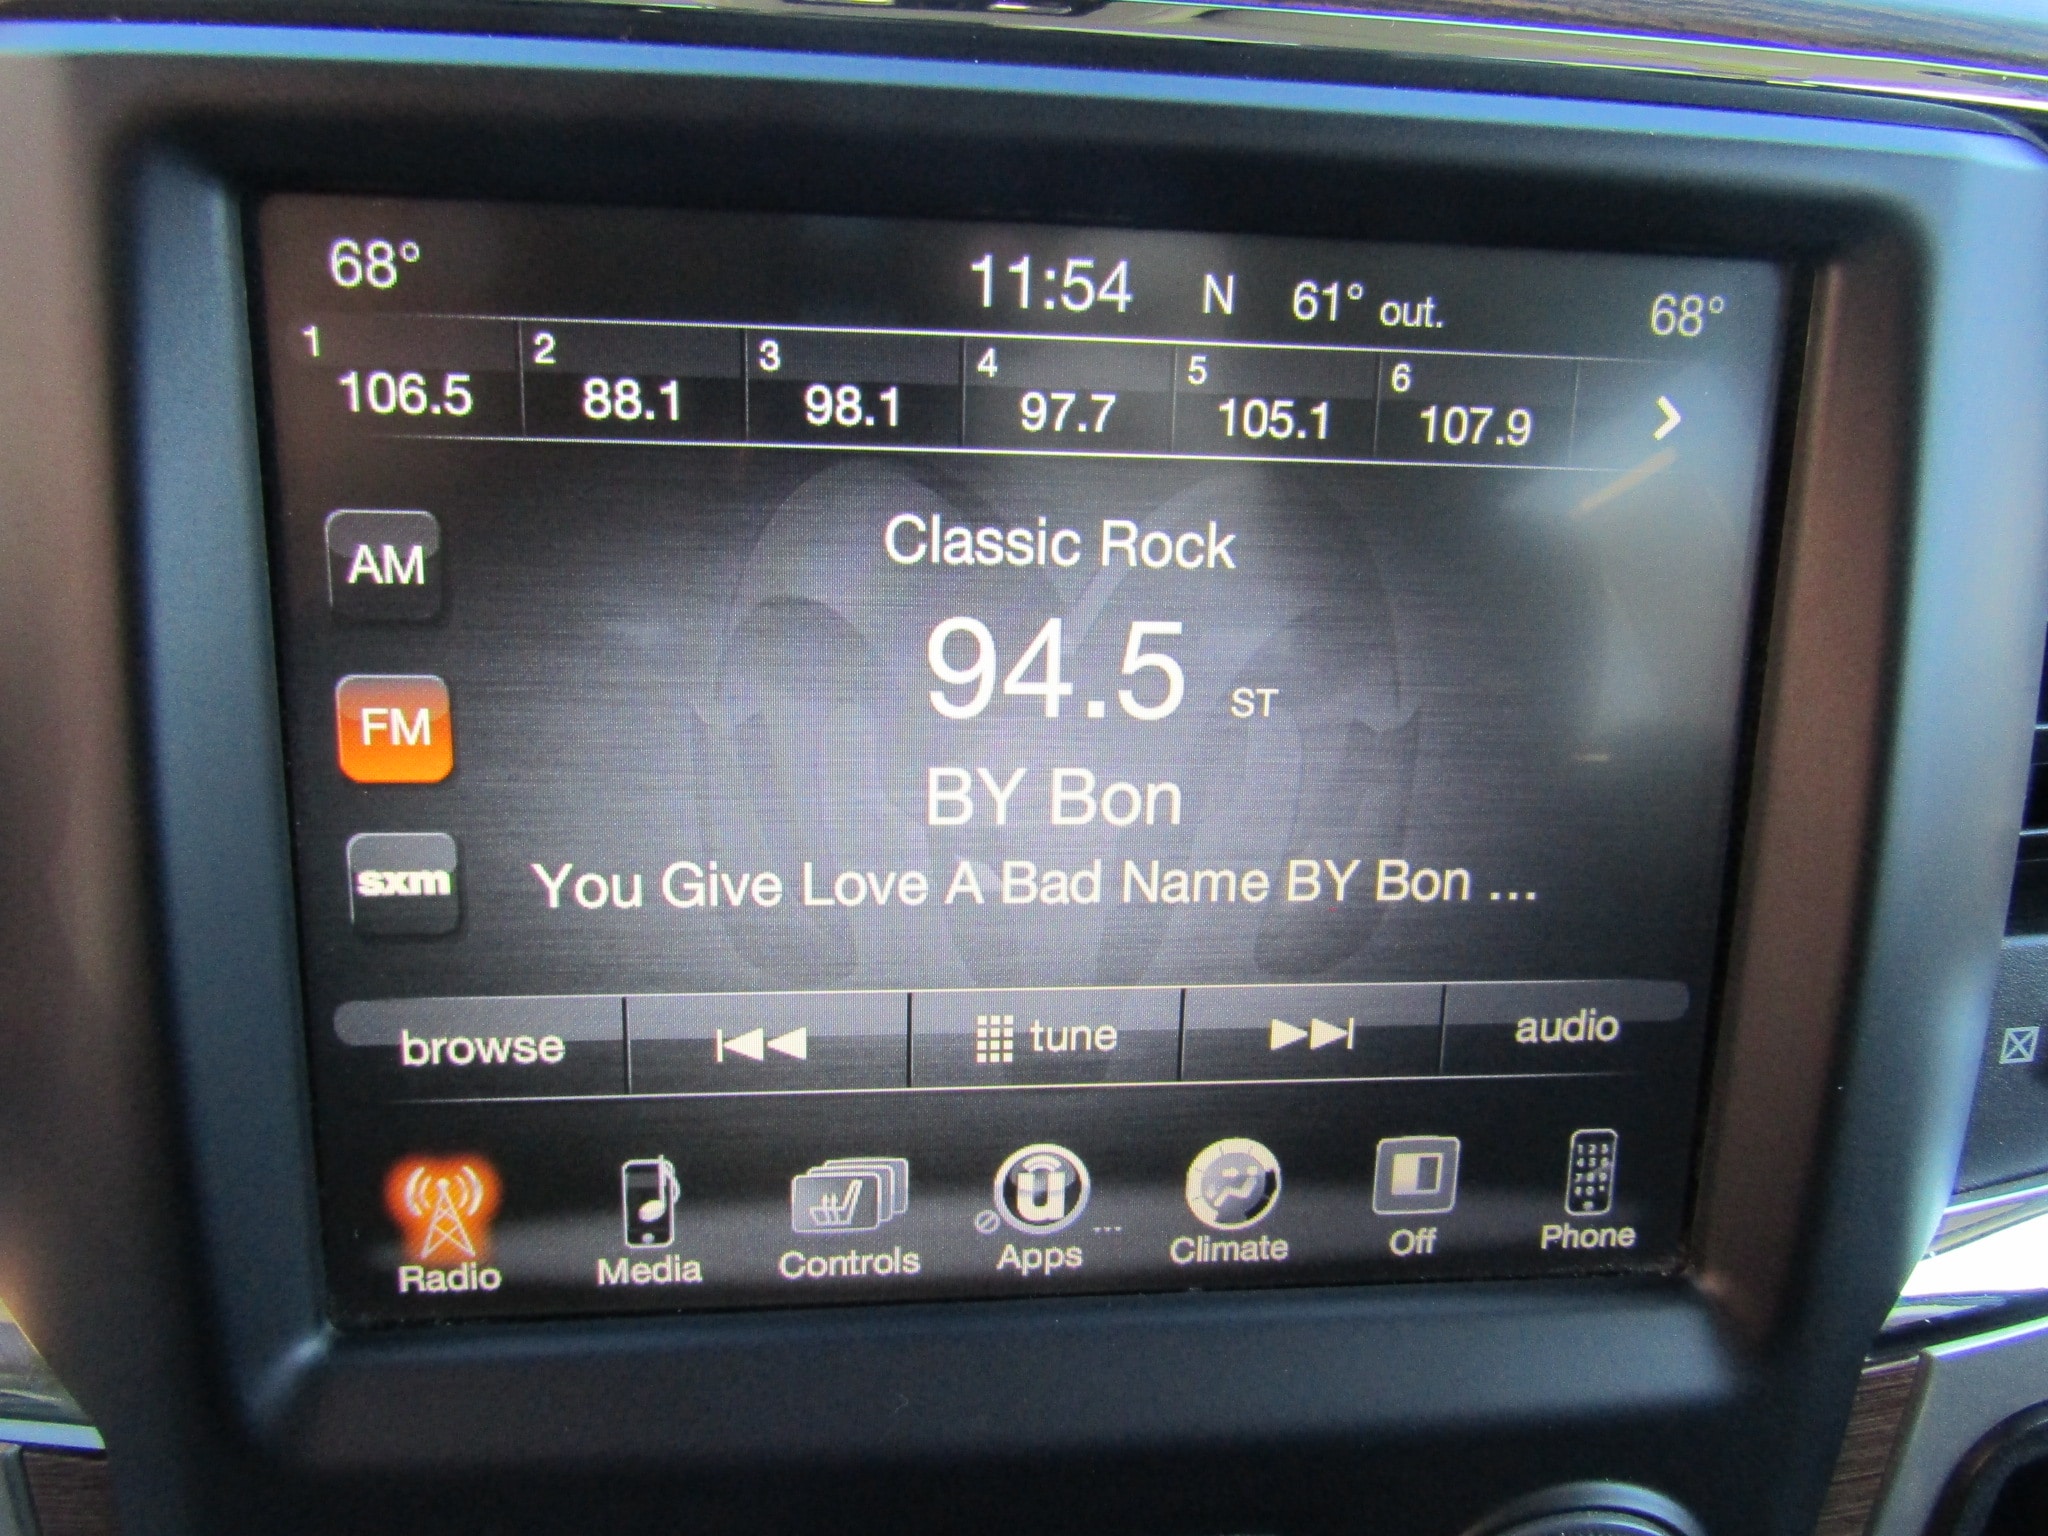 68° 11:54 N 61° out. 68°
1 2 3 4 5 6
106.5 88.1 98.1 97.7 105.1 107.9
Classic Rock
AM
94.5 ST
FM
BY Bon
sxm
You Give Love A Bad Name BY Bon ...
browse tune audio
Radio Media Controls Apps ... Climate Off Phone